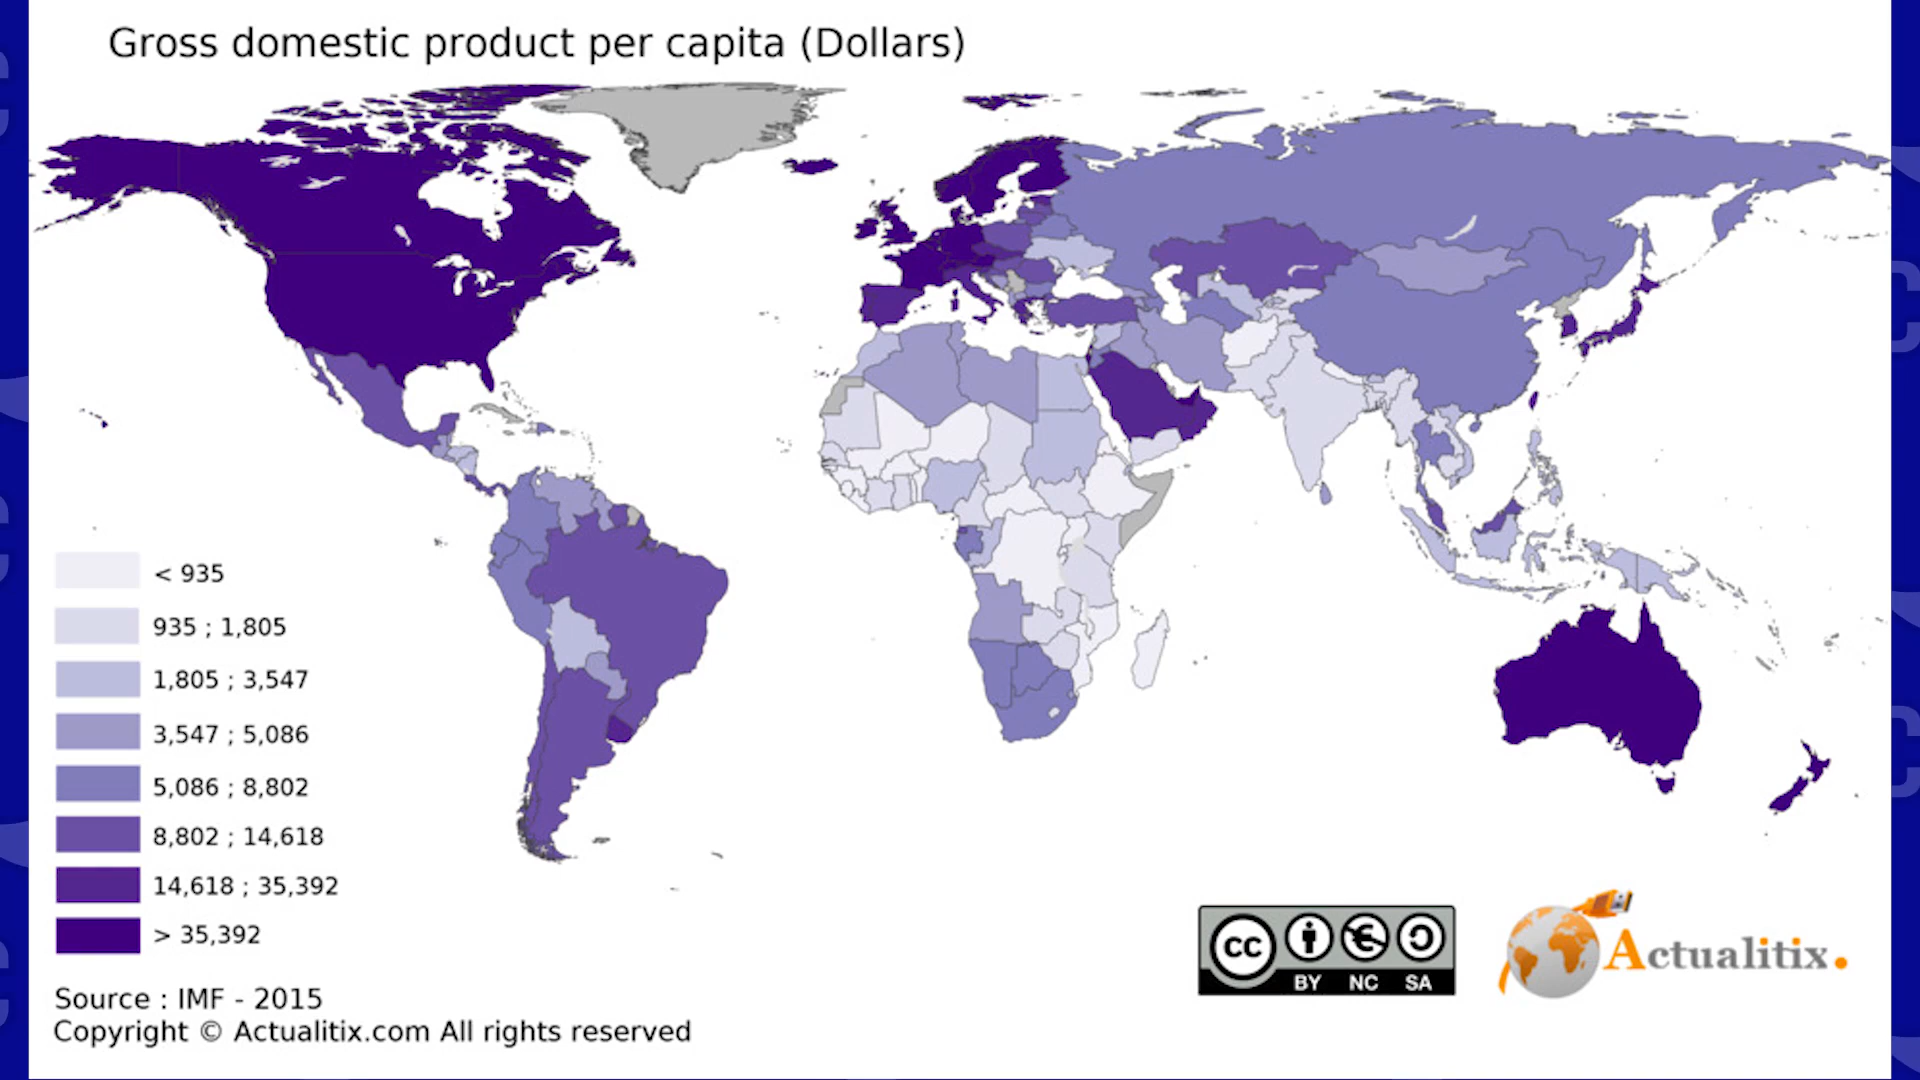 Gross domestic product per capita (Dollars)
< 935
935 ; 1,805
1,805 ; 3,547
3,547 ; 5,086
5,086 ; 8,802
8,802 ; 14,618
14,618 ; 35,392
> 35,392
Source : IMF - 2015
Copyright © Actualitix.com All rights reserved
cc
BY NC SA
Actualitix.